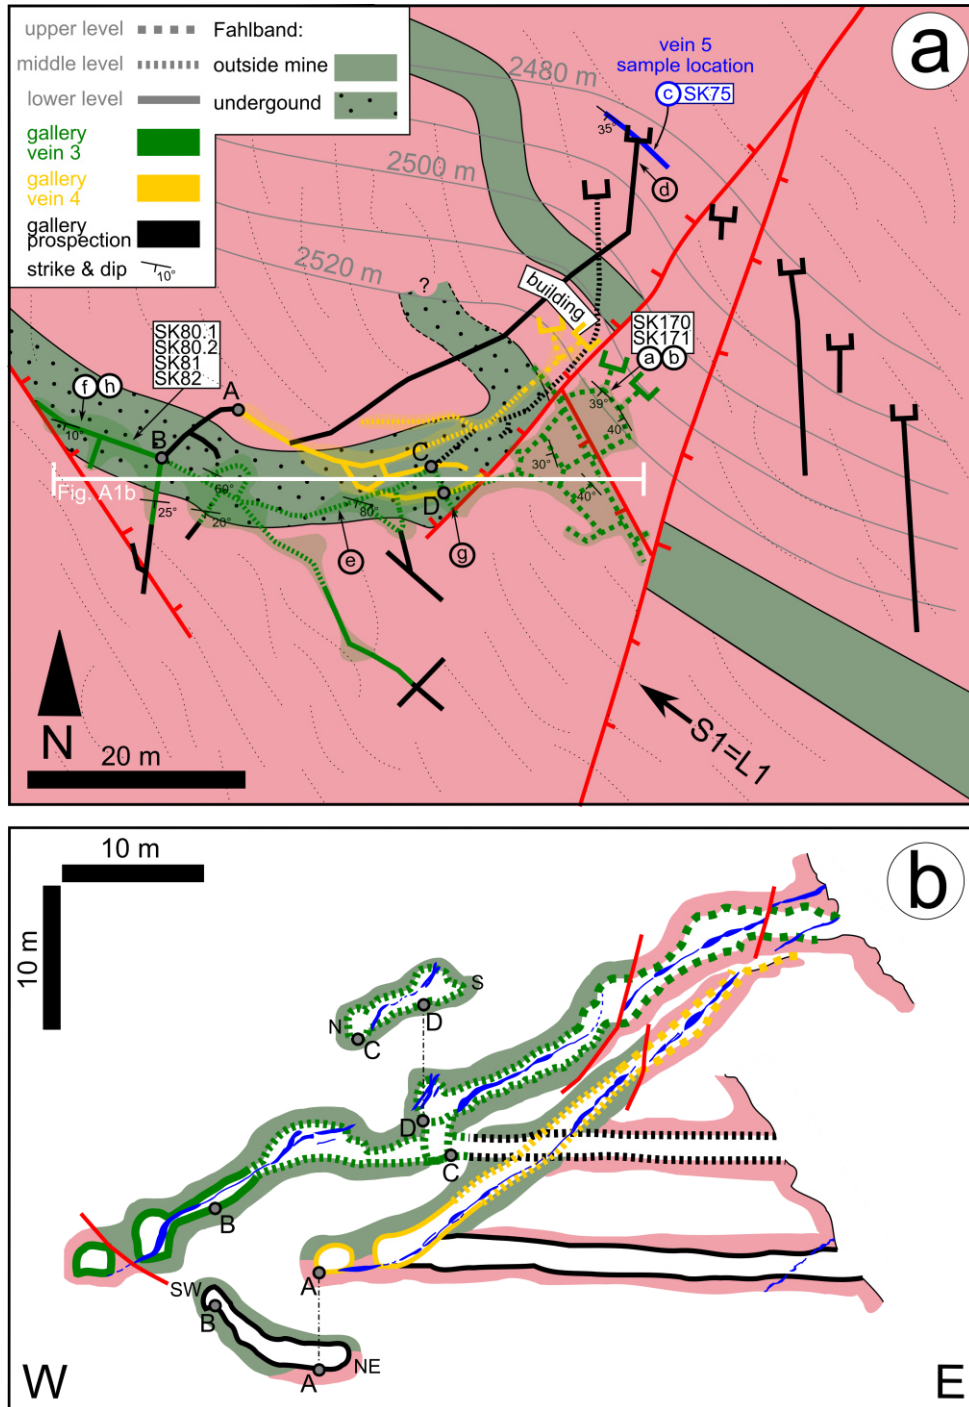 upper level
Fahlband:
middle level
outside mine
lower level
undergound
gallery
vein 3
gallery
vein 4
gallery
prospection
strike & dip
10°
a
vein 5
sample location
c
SK75
35°
d
2480 m
2500 m
2520 m
?
building
SK170
SK171
a b
SK80.1
SK80.2
SK81
SK82
f h
A
B
C
D
39°
40°
30°
40°
10°
60°
25°
20°
80°
Fig. A1b
e
g
N
20 m
S1=L1
b
10 m
10 m
S
N
D
C
D
C
B
A
SW
B
A
NE
W
E